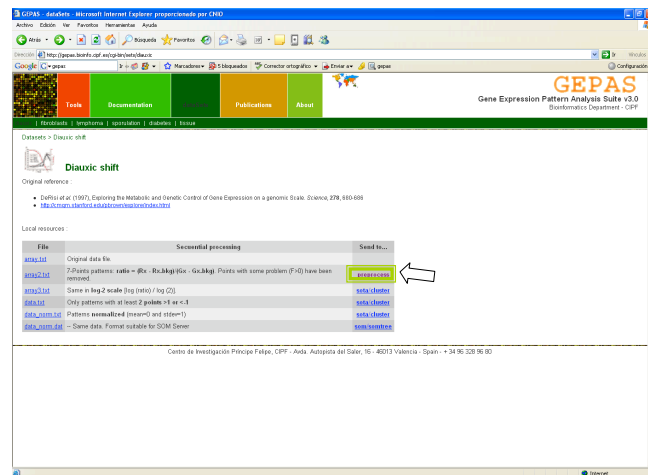 GEPAS - dataSets - Microsoft Internet Explorer proporcionado por CNIO
Archivo Edición Ver Favoritos Herramientas Ayuda
Atrás Búsqueda Favoritos
Dirección http://gepas.bioinfo.cipf.es/cgi-bin/sets/diauxic Ir Vínculos
Google gepas Ir Marcadores 5 bloqueados Corrector ortográfico Enviar a gepas Configuración
Tools Documentation Publications About
GEPAS
Gene Expression Pattern Analysis Suite v3.0
Bioinformatics Department - CIPF
| fibroblasts | lymphoma | sporulation | diabetes | tissue
Datasets > Diauxic shift
Diauxic shift
Original reference :
DeRisi et al. (1997), Exploring the Metabolic and Genetic Control of Gene Expression on a genomic Scale. Science, 278, 680-686
http://cmgm.stanford.edu/pbrown/explore/index.html
Local resources :
File Secuential processing Send to...
array.txt Original data file.
array2.txt 7-Points patterns: ratio = (Rx - Rx.bkg)/(Gx - Gx.bkg). Points with some problem (F>0) have been removed. ...preprocess
array3.txt Same in log-2 scale [log (ratio) / log (2)]. sota/cluster
data.txt Only patterns with at least 2 points >1 or <-1 sota/cluster
data_norm.txt Patterns normalized (mean=0 and stdev=1) sota/cluster
data_norm.dat -- Same data. Format suitable for SOM Server som/somtree
Centro de Investigación Príncipe Felipe, CIPF - Avda. Autopista del Saler, 16 - 46013 Valencia - Spain - + 34 96 328 96 80
Internet